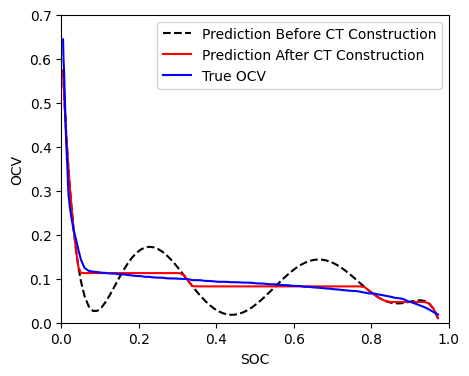 0.7
0.6
0.5
0.4
0.3
0.2
0.1
0.0
OCV
Prediction Before CT Construction
Prediction After CT Construction
True OCV
0.0 0.2 0.4 0.6 0.8 1.0
SOC